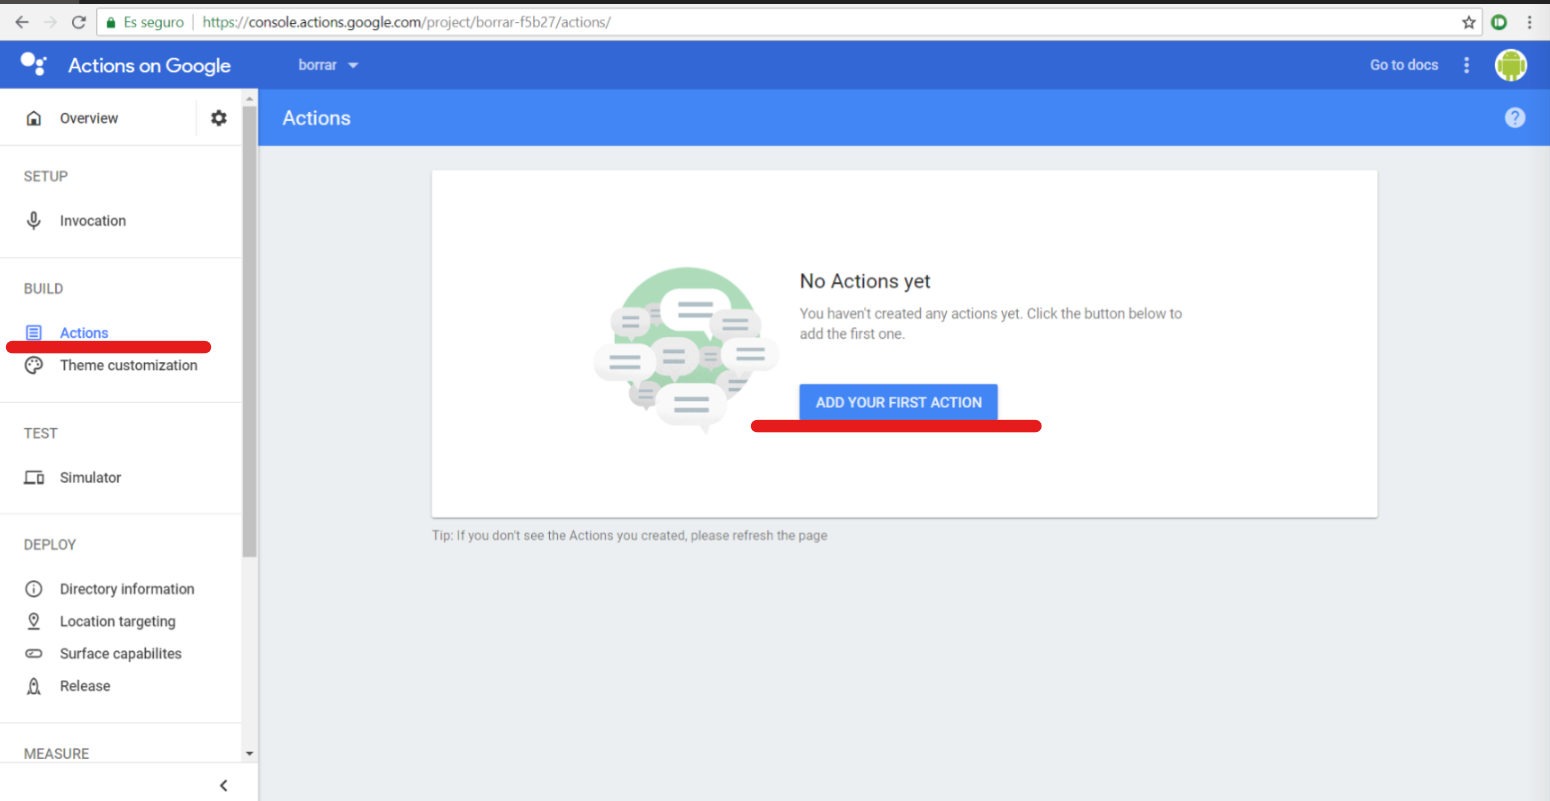 Es seguro
https://console.actions.google.com/project/borrar-f5b27/actions/
Actions on Google
borrar
Go to docs
Overview
Actions
?
SETUP
Invocation
BUILD
Actions
Theme customization
TEST
Simulator
DEPLOY
Directory information
Location targeting
Surface capabilites
Release
MEASURE
No Actions yet
You haven't created any actions yet. Click the button below to
add the first one.
ADD YOUR FIRST ACTION
Tip: If you don't see the Actions you created, please refresh the page